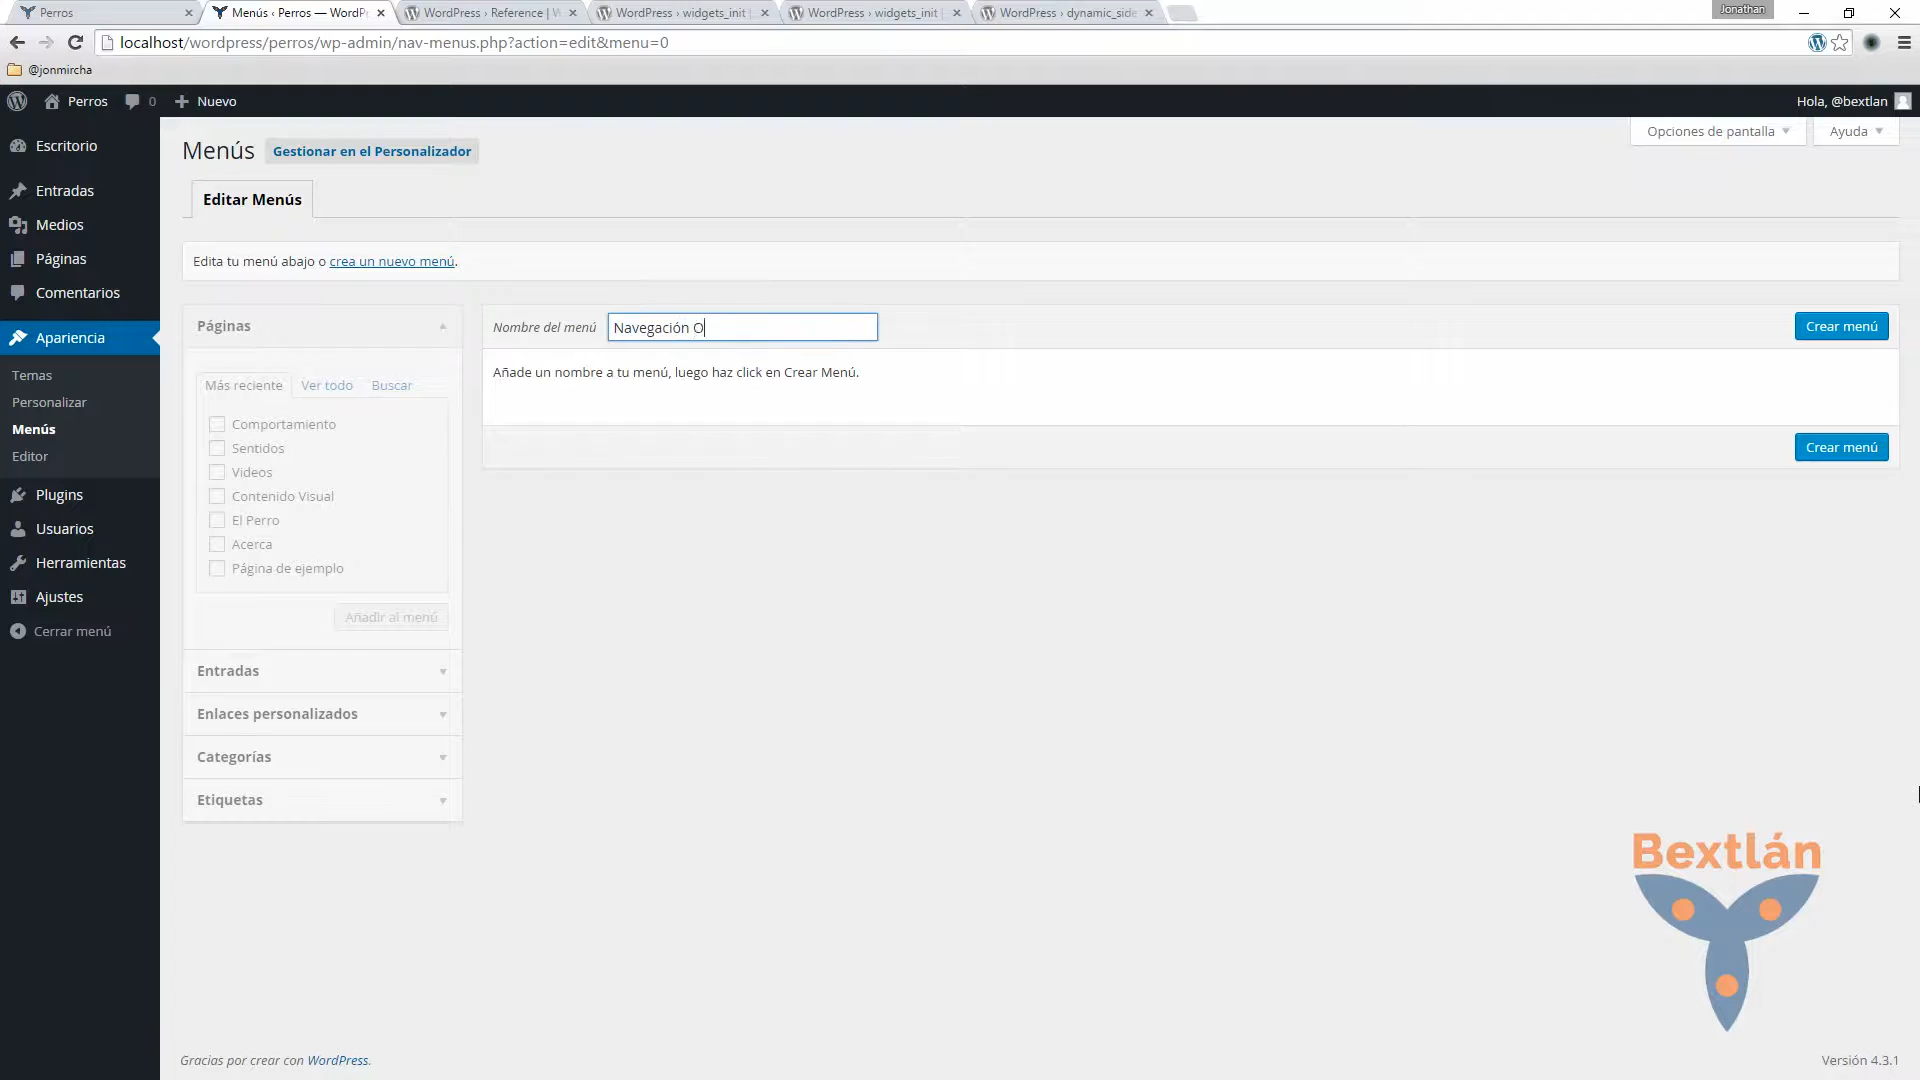 Perros
Menús ‹ Perros — WordPr
WordPress › Reference | W
WordPress › widgets_init |
WordPress › widgets_init |
WordPress › dynamic_side
Jonathan
localhost/wordpress/perros/wp-admin/nav-menus.php?action=edit&menu=0
@jonmircha
Perros
0
Nuevo
Hola, @bextlan
Escritorio
Entradas
Medios
Páginas
Comentarios
Apariencia
Temas
Personalizar
Menús
Editor
Plugins
Usuarios
Herramientas
Ajustes
Cerrar menú
Menús
Gestionar en el Personalizador
Opciones de pantalla
Ayuda
Editar Menús
Edita tu menú abajo o crea un nuevo menú.
Páginas
Más reciente
Ver todo
Buscar
Comportamiento
Sentidos
Videos
Contenido Visual
El Perro
Acerca
Página de ejemplo
Añadir al menú
Entradas
Enlaces personalizados
Categorías
Etiquetas
Nombre del menú
Navegación O
Crear menú
Añade un nombre a tu menú, luego haz click en Crear Menú.
Crear menú
Bextlán
Gracias por crear con WordPress.
Versión 4.3.1